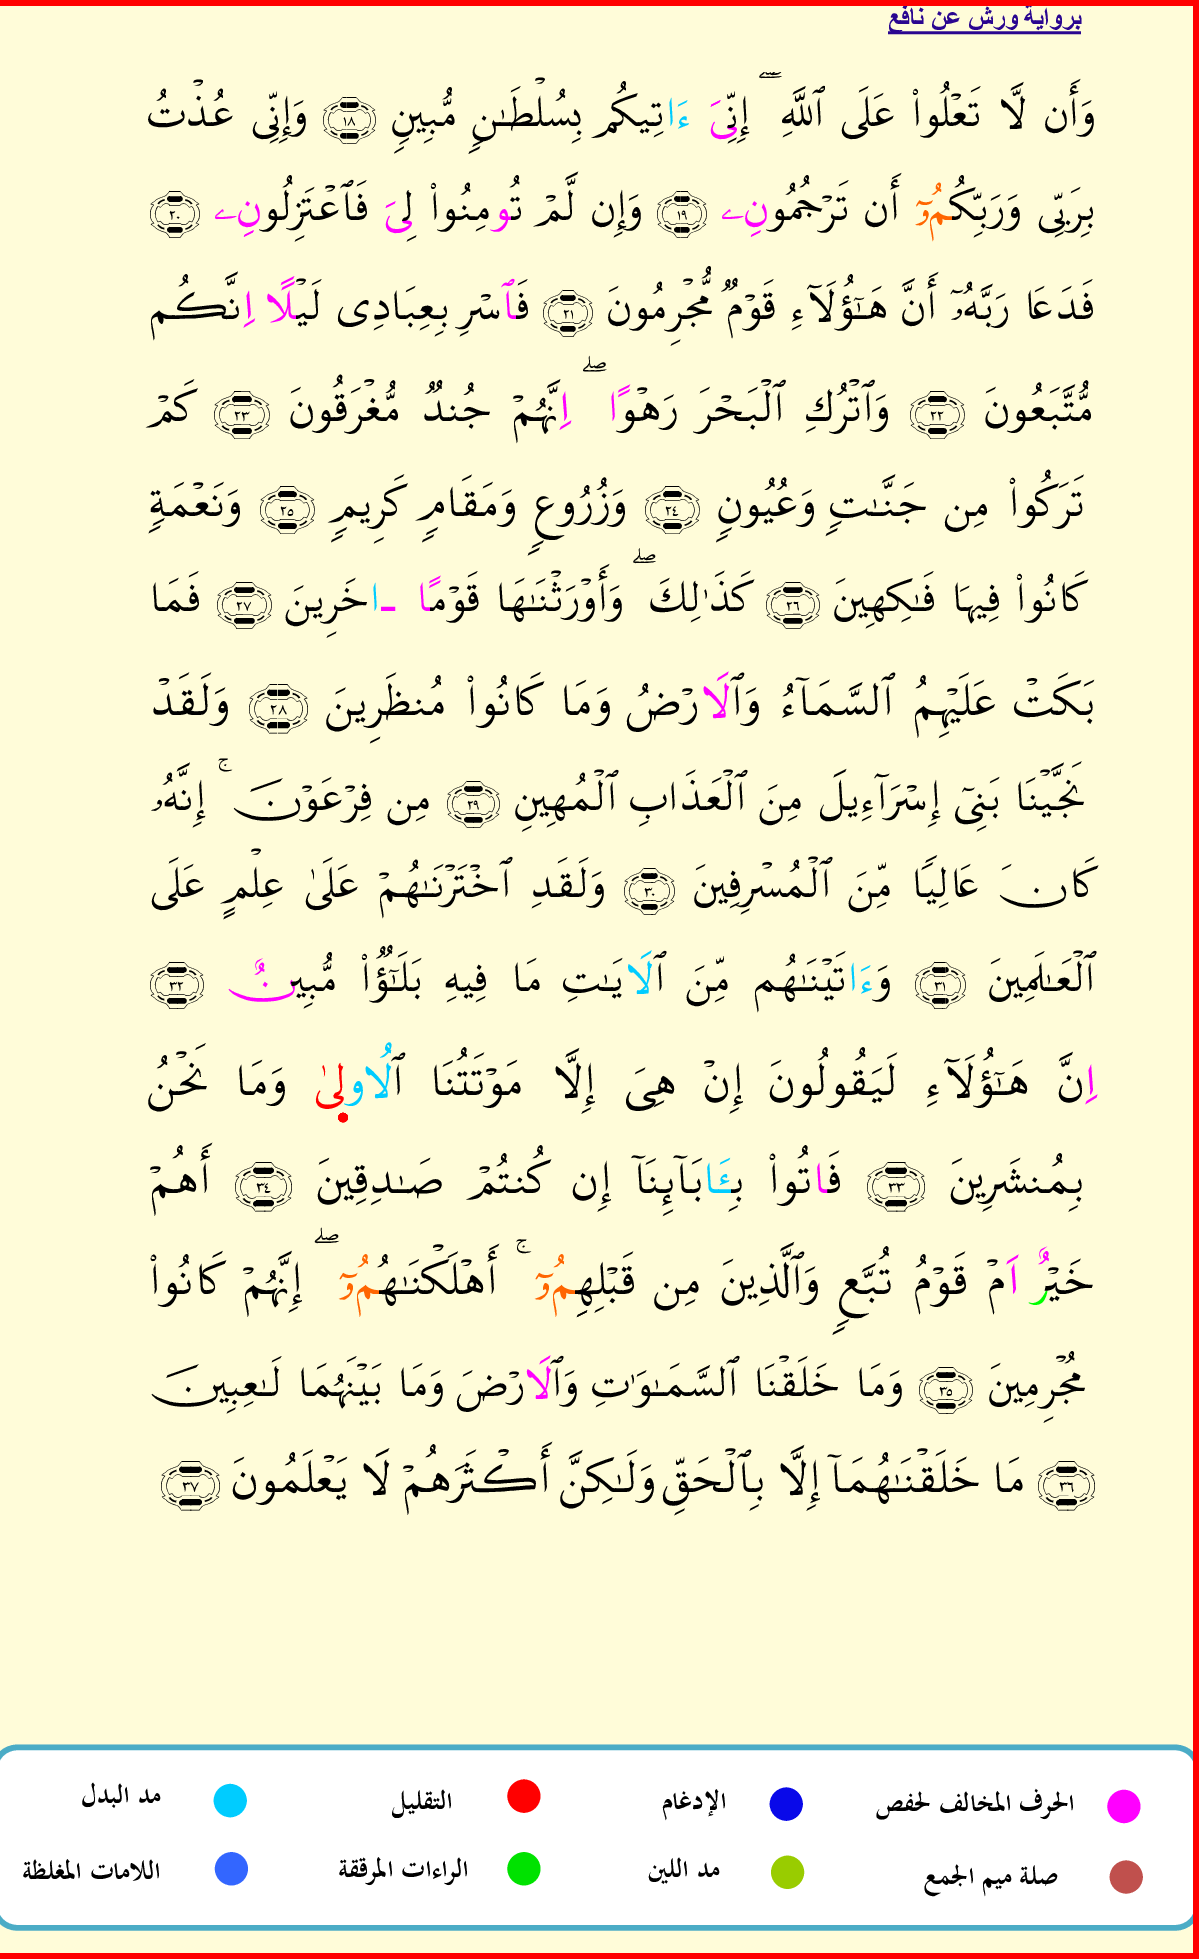 برواية ورش عن نافع
وَأَن لَّا تَعْلُوا۟ عَلَى ٱللَّهِ ۖ إِنِّىَ ءَاتِيكُم بِسُلْطَـٰنٍ مُّبِينٍ ١٨ وَإِنِّى عُذْتُ
بِرَبِّى وَرَبِّكُمُۥٓ أَن تَرْجُمُونِۦ ١٩ وَإِن لَّمْ تُومِنُوا۟ لِىَ فَٱعْتَزِلُونِۦ ٢٠
فَدَعَا رَبَّهُۥٓ أَنَّ هَـٰٓؤُلَآءِ قَوْمٌ مُّجْرِمُونَ ٢١ فَٱسْرِ بِعِبَادِى لَيْلًا اِنَّكُم
مُّتَّبَعُونَ ٢٢ وَٱتْرُكِ ٱلْبَحْرَ رَهْوًا ۖ اِنَّهُمْ جُندٌ مُّغْرَقُونَ ٢٣ كَمْ
تَرَكُوا۟ مِن جَنَّـٰتٍ وَعُيُونٍ ٢٤ وَزُرُوعٍ وَمَقَامٍ كَرِيمٍ ٢٥ وَنَعْمَةٍ
كَانُوا۟ فِيهَا فَـٰكِهِينَ ٢٦ كَذَٰلِكَ ۖ وَأَوْرَثْنَـٰهَا قَوْمًا ـاخَرِينَ ٢٧ فَمَا
بَكَتْ عَلَيْهِمُ ٱلسَّمَآءُ وَٱلَارْضُ وَمَا كَانُوا۟ مُنظَرِينَ ٢٨ وَلَقَدْ
نَجَّيْنَا بَنِىٓ إِسْرَآءِيلَ مِنَ ٱلْعَذَابِ ٱلْمُهِينِ ٢٩ مِن فِرْعَوْنَ ۚ إِنَّهُۥ
كَانَ عَالِيًا مِّنَ ٱلْمُسْرِفِينَ ٣٠ وَلَقَدِ ٱخْتَرْنَـٰهُمْ عَلَىٰ عِلْمٍ عَلَى
ٱلْعَـٰلَمِينَ ٣١ وَءَاتَيْنَـٰهُم مِّنَ ٱلَايَـٰتِ مَا فِيهِ بَلَـٰٓؤٌا۟ مُّبِينٌ ٣٢
اِنَّ هَـٰٓؤُلَآءِ لَيَقُولُونَ إِنْ هِىَ إِلَّا مَوْتَتُنَا ٱلُاولىٰ وَمَا نَحْنُ
بِمُنشَرِينَ ٣٣ فَاتُوا۟ بِـَٔابَآئِنَآ إِن كُنتُمْ صَـٰدِقِينَ ٣٤ أَهُمْ
خَيْرٌ اَمْ قَوْمُ تُبَّعٍ وَٱلَّذِينَ مِن قَبْلِهِمُۥٓ ۚ أَهْلَكْنَـٰهُمُۥٓ ۖ إِنَّهُمْ كَانُوا۟
مُجْرِمِينَ ٣٥ وَمَا خَلَقْنَا ٱلسَّمَـٰوَٰتِ وَٱلَارْضَ وَمَا بَيْنَهُمَا لَـٰعِبِينَ
٣٦ مَا خَلَقْنَـٰهُمَآ إِلَّا بِٱلْحَقِّ وَلَـٰكِنَّ أَكْثَرَهُمْ لَا يَعْلَمُونَ ٣٧
الحرف المخالف لحفص الإدغام التقليل مد البدل
صلة ميم الجمع مد اللين الراءات المرققة اللامات المغلظة